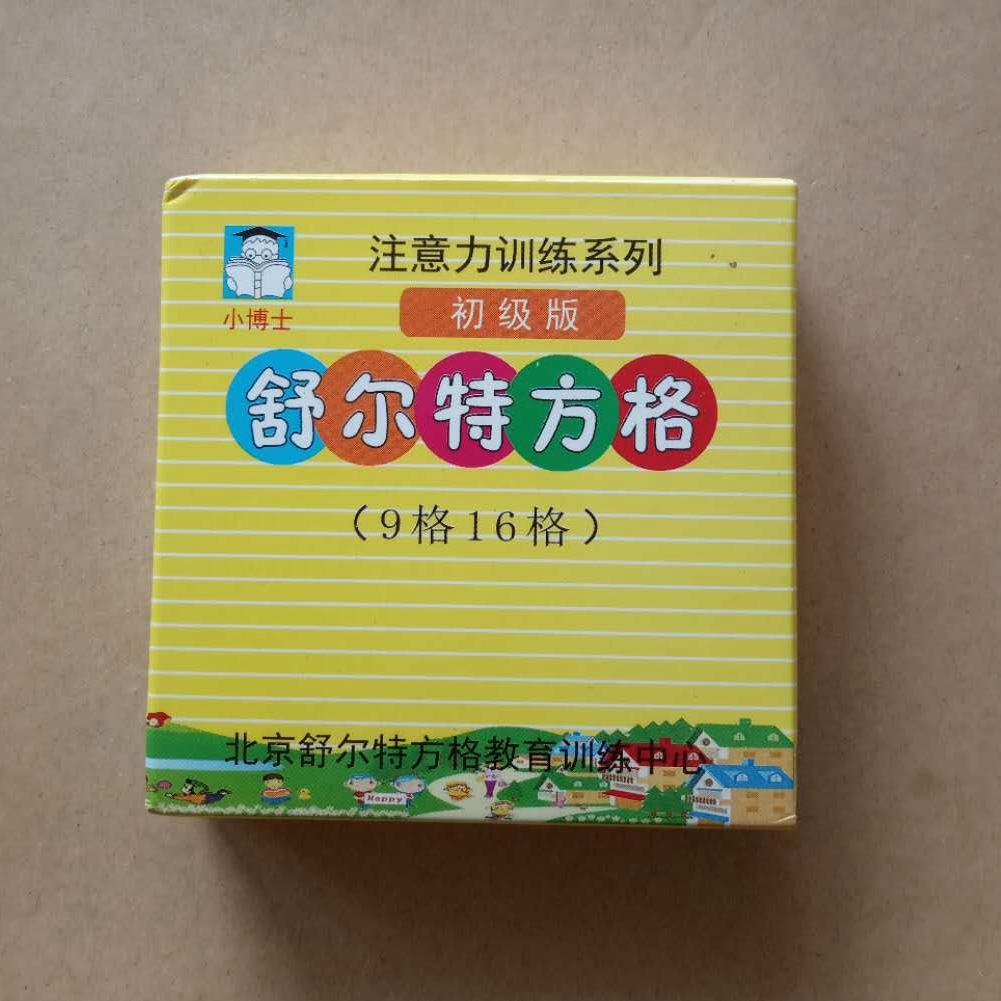 注意力训练系列
小博士
初级版
舒尔特方格
（9格16格）
北京舒尔特方格教育训练中心
Happy